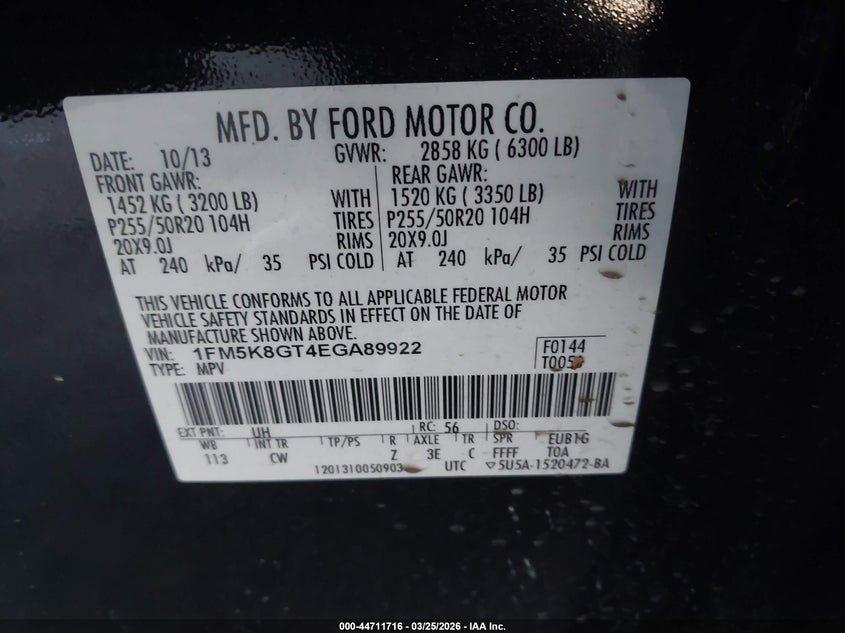 MFD. BY FORD MOTOR CO.
DATE: 10/13 GVWR: 2858 KG ( 6300 LB)
FRONT GAWR: REAR GAWR:
1452 KG ( 3200 LB) WITH 1520 KG ( 3350 LB) WITH
P255/50R20 104H TIRES P255/50R20 104H TIRES
20X9.0J RIMS 20X9.0J RIMS
AT 240 kPa/ 35 PSI COLD AT 240 kPa/ 35 PSI COLD
THIS VEHICLE CONFORMS TO ALL APPLICABLE FEDERAL MOTOR
VEHICLE SAFETY STANDARDS IN EFFECT ON THE DATE OF
MANUFACTURE SHOWN ABOVE.
VIN: 1FM5K8GT4EGA89922 F0144
TYPE: MPV
EXT PNT: UH RC: 56 DSO:
WB INT TR TP/PS R AXLE TR SPR EUB1G
113 CW Z 3E C FFFF T0A
1201310050903 UTC ▽5U5A-1520472-BA
000-44711716 - 03/25/2026 - IAA Inc.